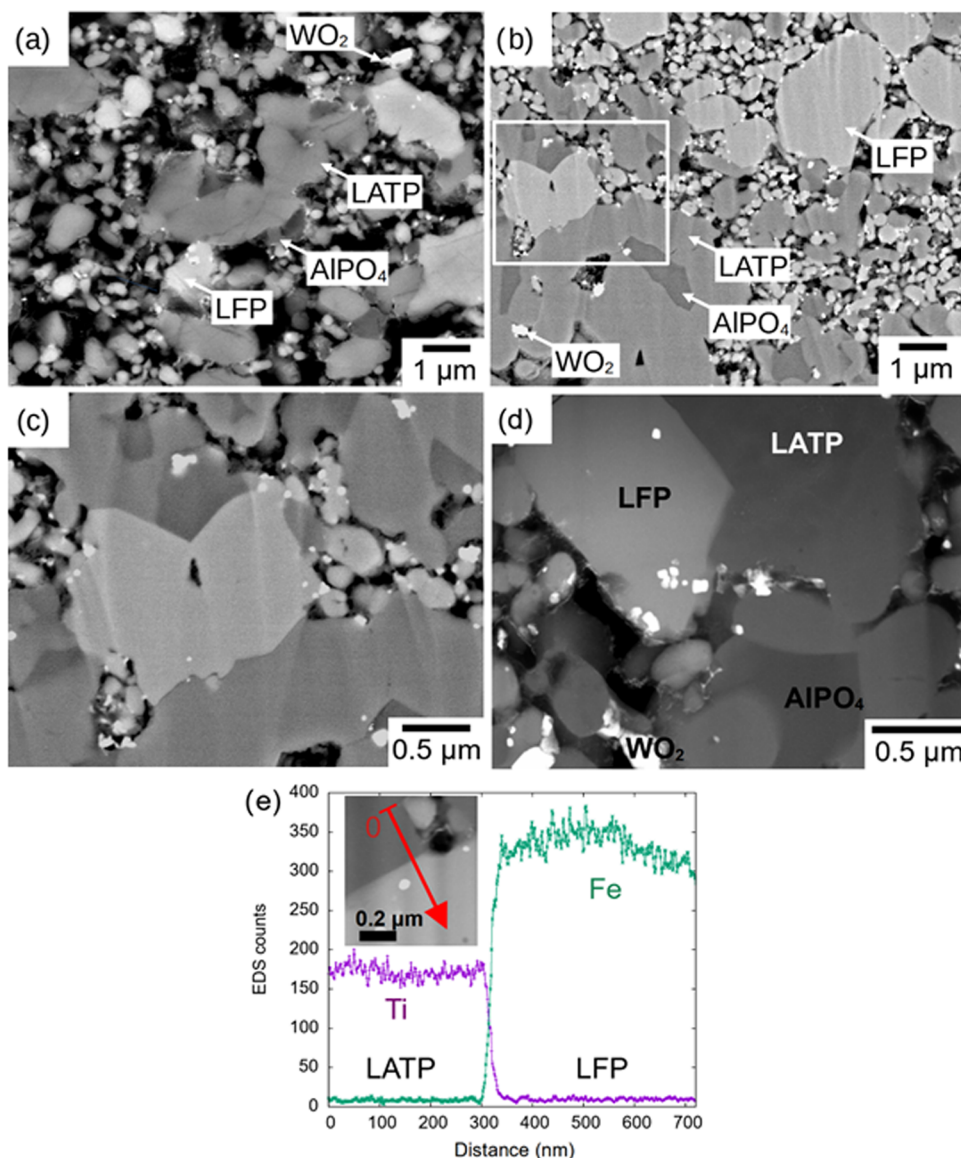 (a)
WO₂
LATP
AlPO₄
LFP
1 µm
(b)
LFP
LATP
AlPO₄
WO₂
1 µm
(c)
0.5 µm
(d)
LATP
LFP
AlPO₄
WO₂
0.5 µm
(e)
400
350
300
250
200
150
100
50
0
EDS counts
0
0.2 µm
Fe
Ti
LATP
LFP
0 100 200 300 400 500 600 700
Distance (nm)